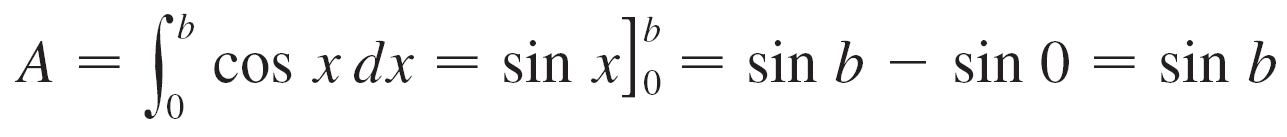 A = ∫₀ᵇ cos x dx = sin x]₀ᵇ = sin b − sin 0 = sin b